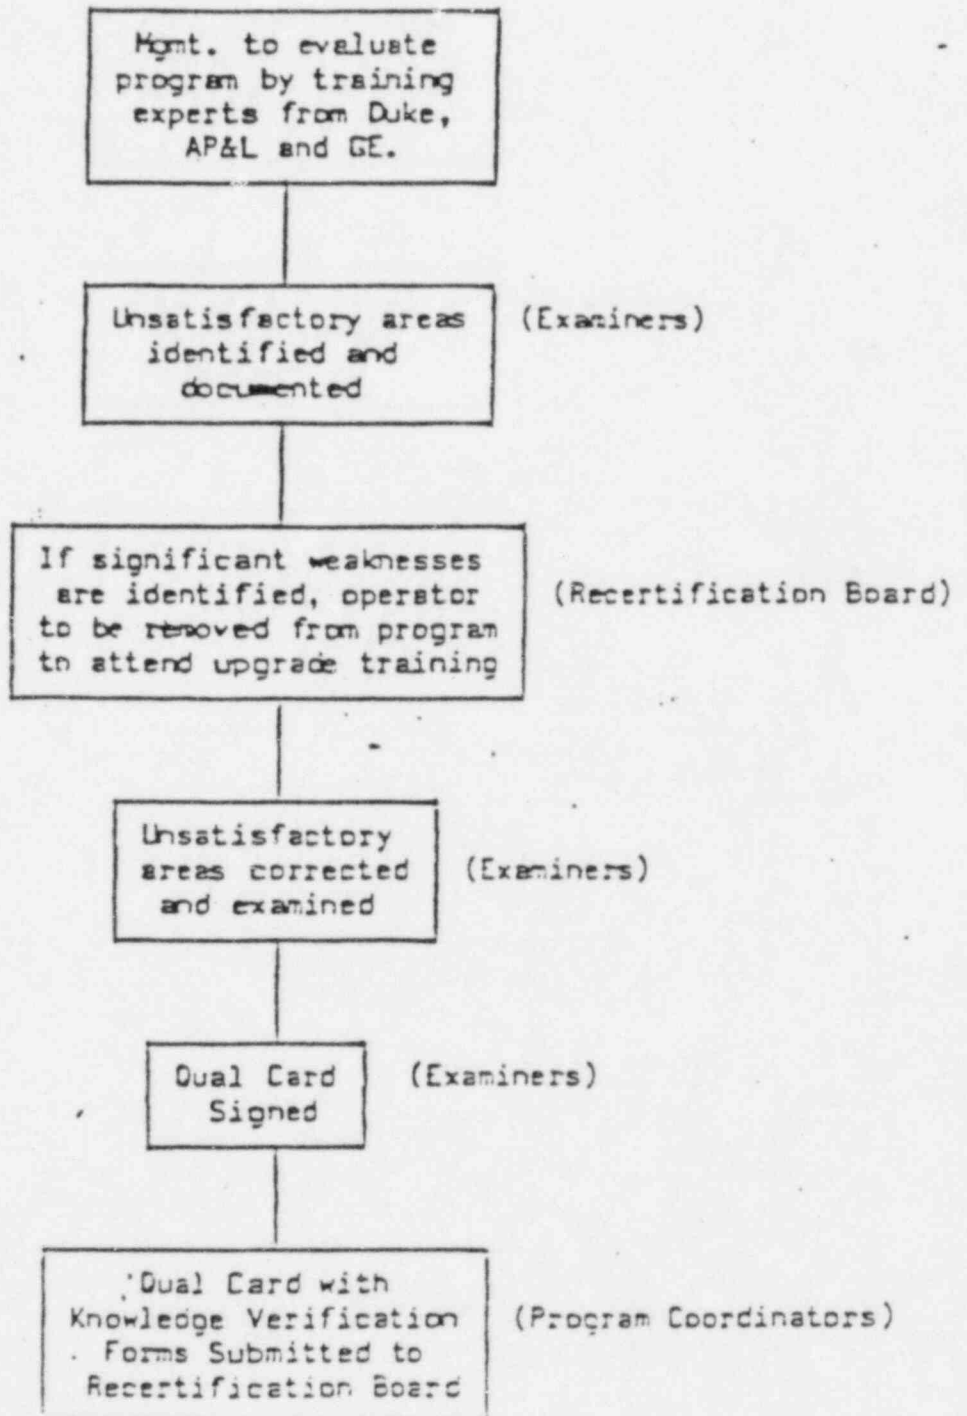 Mgmt. to evaluate
program by training
experts from Duke,
AP&L and GE.
Unsatisfactory areas
identified and
documented
(Examiners)
If significant weaknesses
are identified, operator
to be removed from program
to attend upgrade training
(Recertification Board)
Unsatisfactory
areas corrected
and examined
(Examiners)
Qual Card
Signed
(Examiners)
Qual Card with
Knowledge Verification
Forms Submitted to
Recertification Board
(Program Coordinators)